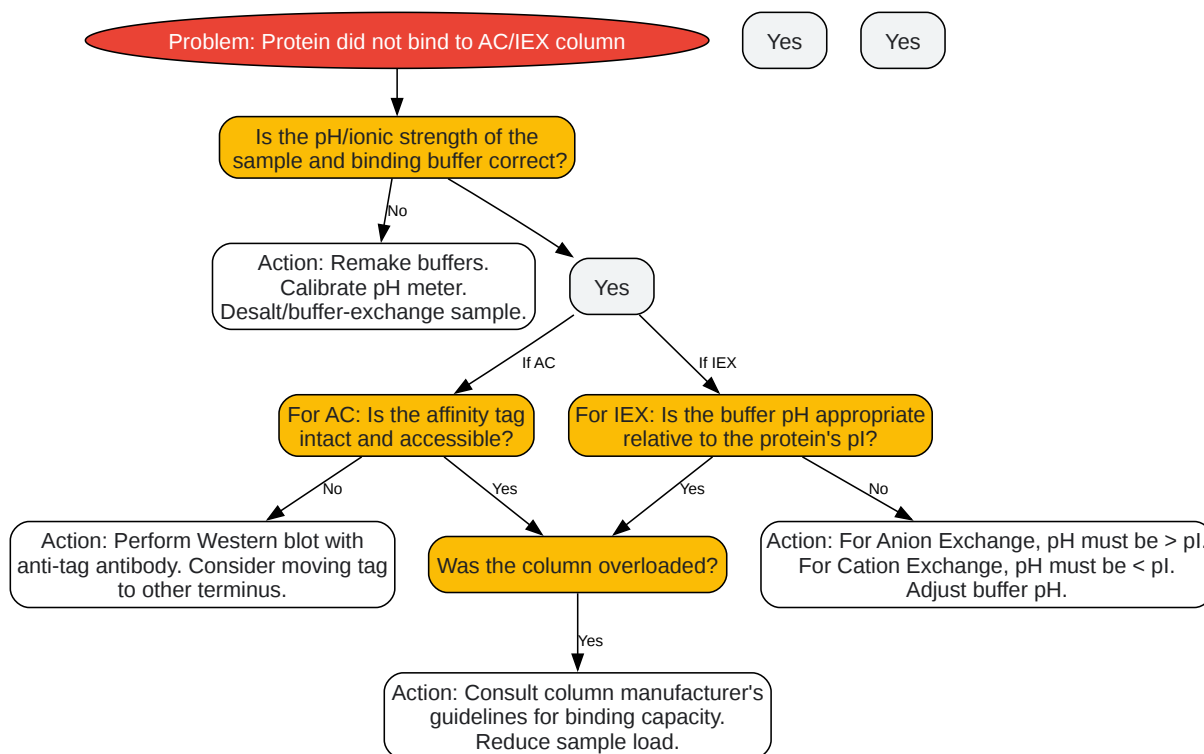 Problem: Protein did not bind to AC/IEX column
Yes
Yes
Is the pH/ionic strength of the
sample and binding buffer correct?
No
Action: Remake buffers.
Calibrate pH meter.
Desalt/buffer-exchange sample.
Yes
If AC
If IEX
For AC: Is the affinity tag
intact and accessible?
For IEX: Is the buffer pH appropriate
relative to the protein's pI?
No
Yes
Yes
No
Action: Perform Western blot with
anti-tag antibody. Consider moving tag
to other terminus.
Was the column overloaded?
Action: For Anion Exchange, pH must be > pI.
For Cation Exchange, pH must be < pI.
Adjust buffer pH.
Yes
Action: Consult column manufacturer's
guidelines for binding capacity.
Reduce sample load.